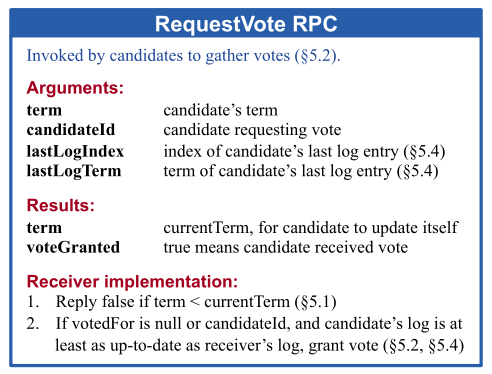 RequestVote RPC
Invoked by candidates to gather votes (§5.2).
Arguments:
term candidate’s term
candidateId candidate requesting vote
lastLogIndex index of candidate’s last log entry (§5.4)
lastLogTerm term of candidate’s last log entry (§5.4)
Results:
term currentTerm, for candidate to update itself
voteGranted true means candidate received vote
Receiver implementation:
1. Reply false if term < currentTerm (§5.1)
2. If votedFor is null or candidateId, and candidate’s log is at
least as up-to-date as receiver’s log, grant vote (§5.2, §5.4)